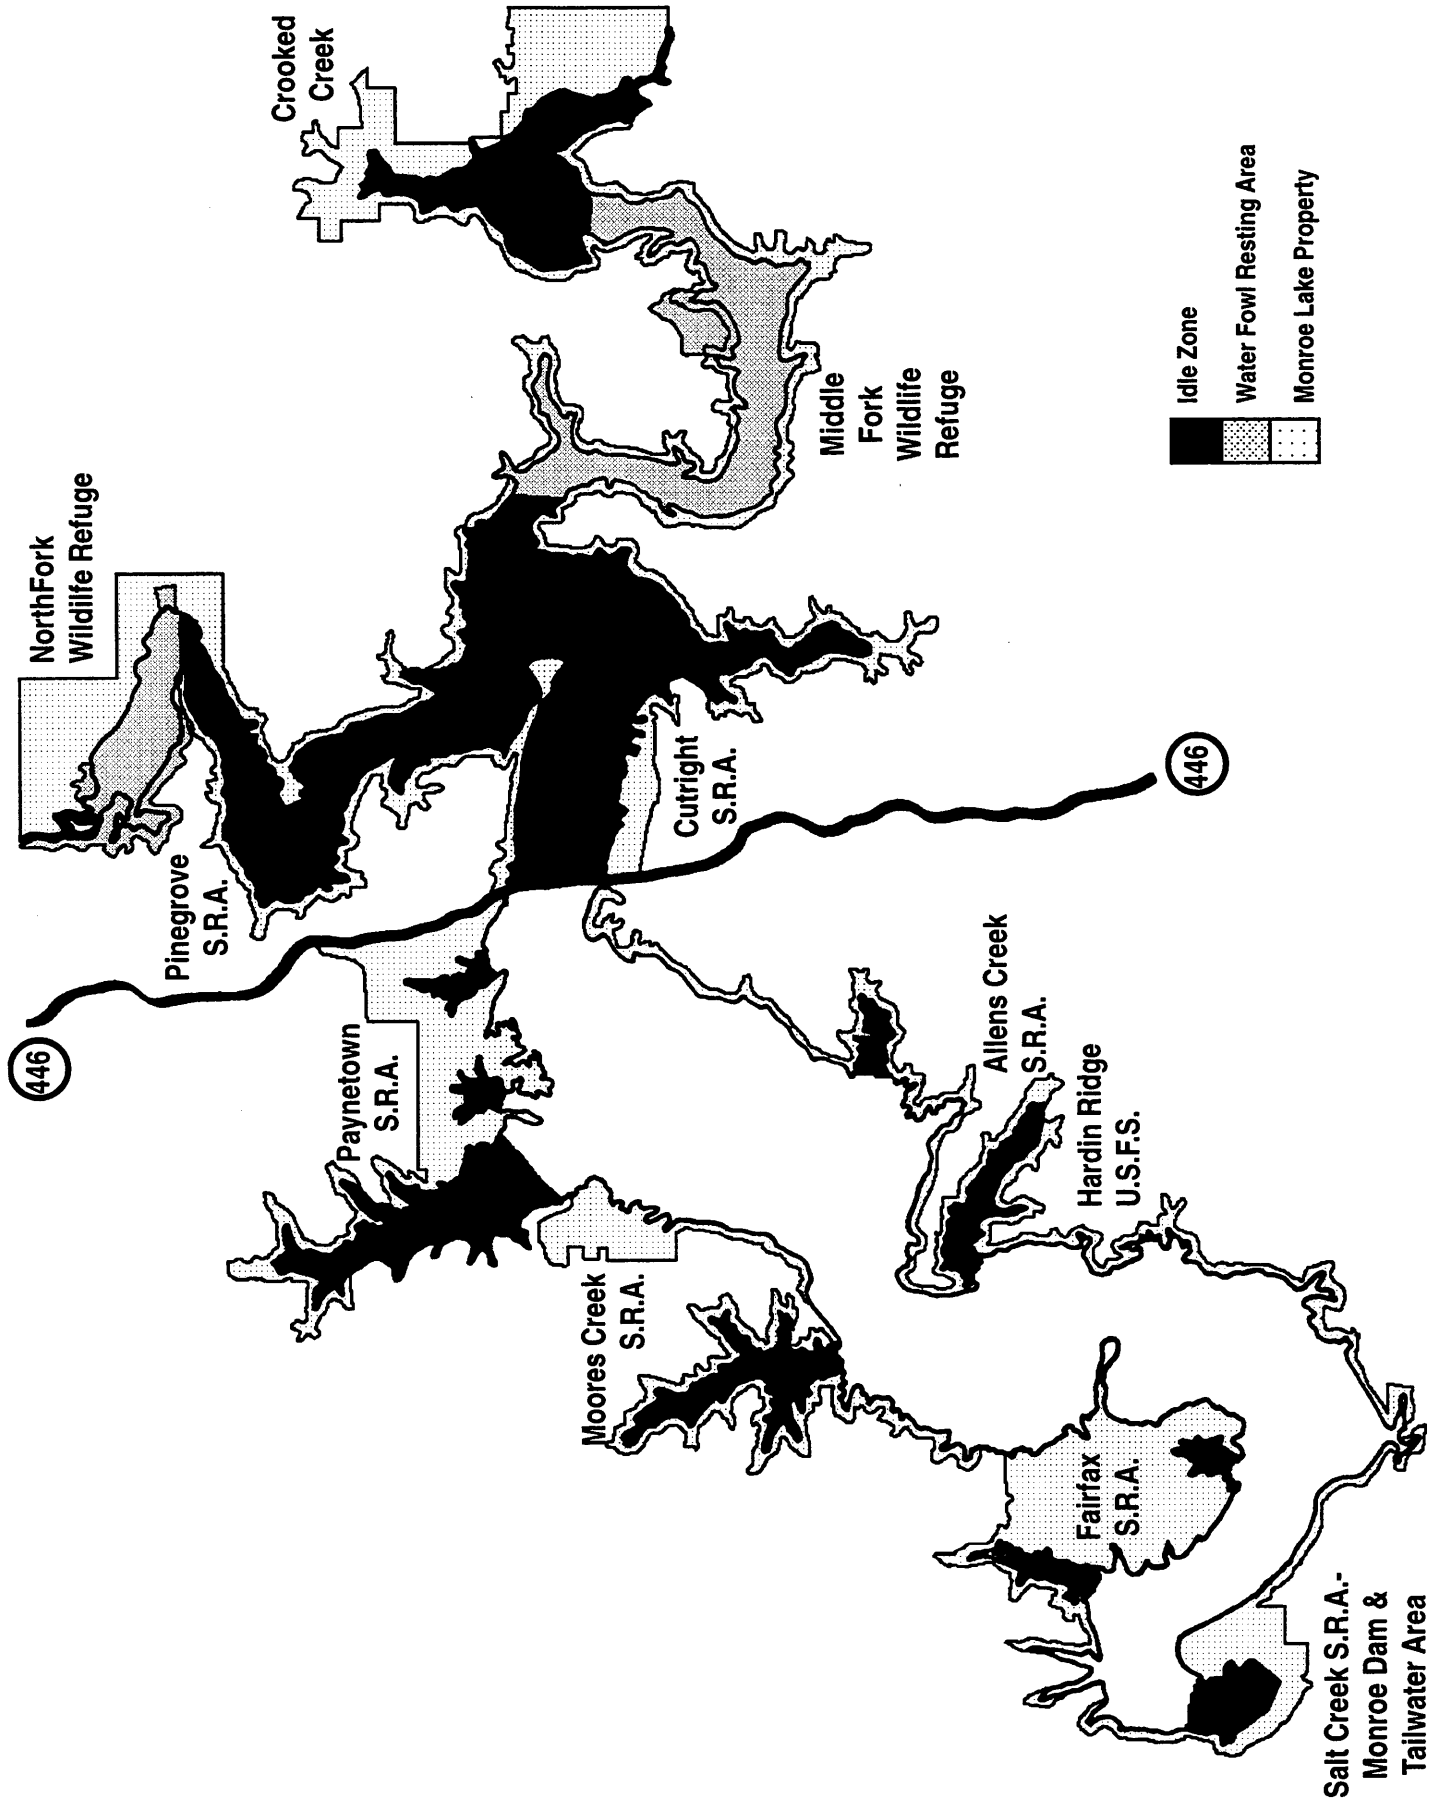 NorthFork
Wildilfe Refuge
Crooked
Creek
446
Pinegrove
S.R.A.
Paynetown
S.R.A.
Middle
Fork
Wildlife
Refuge
Cutright
S.R.A.
446
Moores Creek
S.R.A.
Allens Creek
S.R.A.
Hardin Ridge
U.S.F.S.
Fairfax
S.R.A.
Salt Creek S.R.A.-
Monroe Dam &
Tailwater Area
Idle Zone
Water Fowl Resting Area
Monroe Lake Property